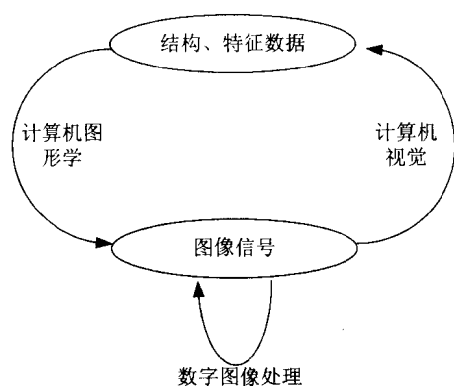 结构、特征数据
计算机图
形学
计算机
视觉
图像信号
数字图像处理